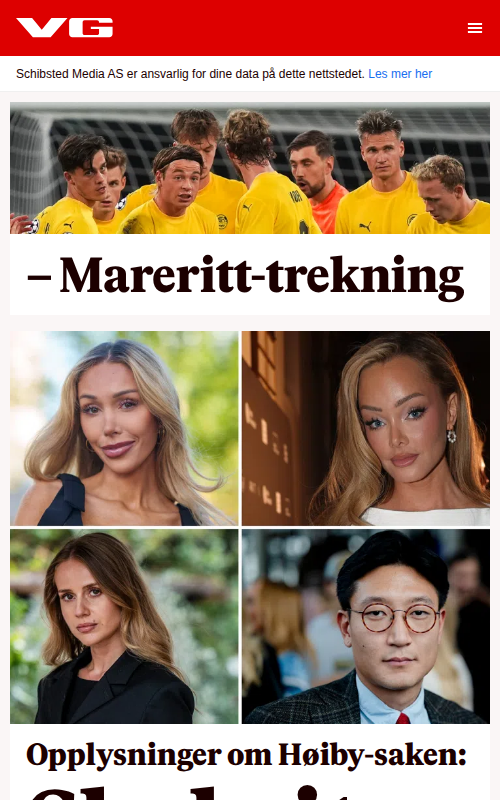 VG
Schibsted Media AS er ansvarlig for dine data på dette nettstedet. Les mer her
– Mareritt-trekning
Opplysninger om Høiby-saken: